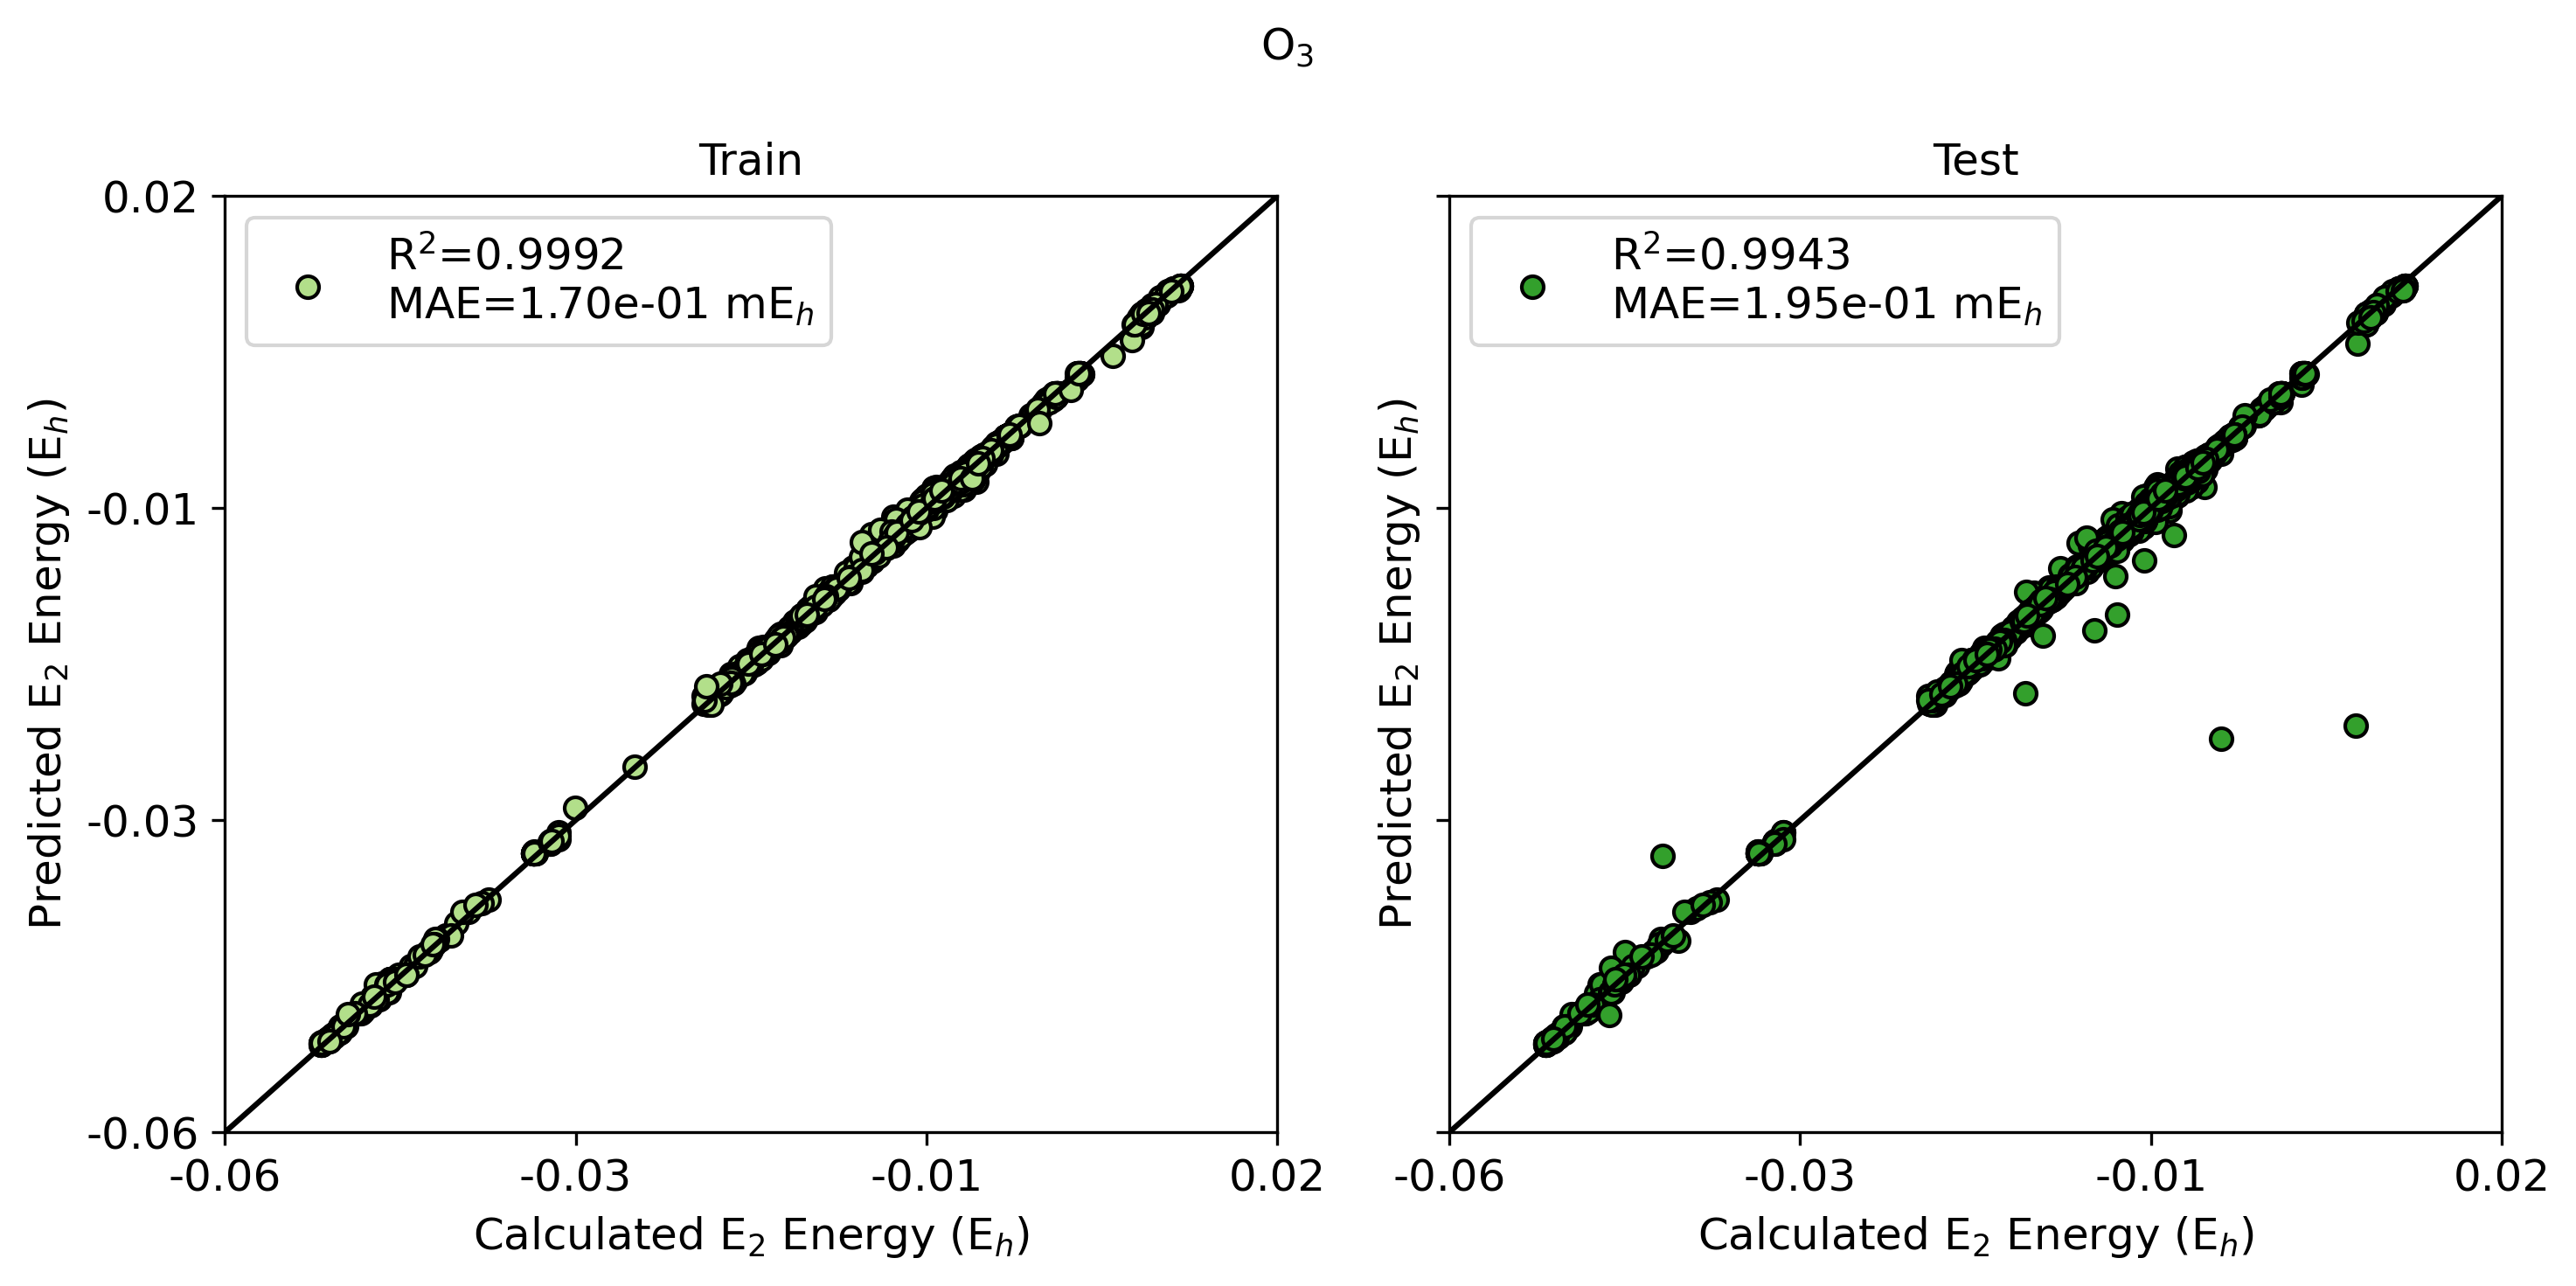 O₃
Train
Test
R²=0.9992
MAE=1.70e-01 mEₕ
R²=0.9943
MAE=1.95e-01 mEₕ
Predicted E₂ Energy (Eₕ)
0.02
-0.01
-0.03
-0.06
-0.06 -0.03 -0.01 0.02
Calculated E₂ Energy (Eₕ)
Predicted E₂ Energy (Eₕ)
-0.06 -0.03 -0.01 0.02
Calculated E₂ Energy (Eₕ)